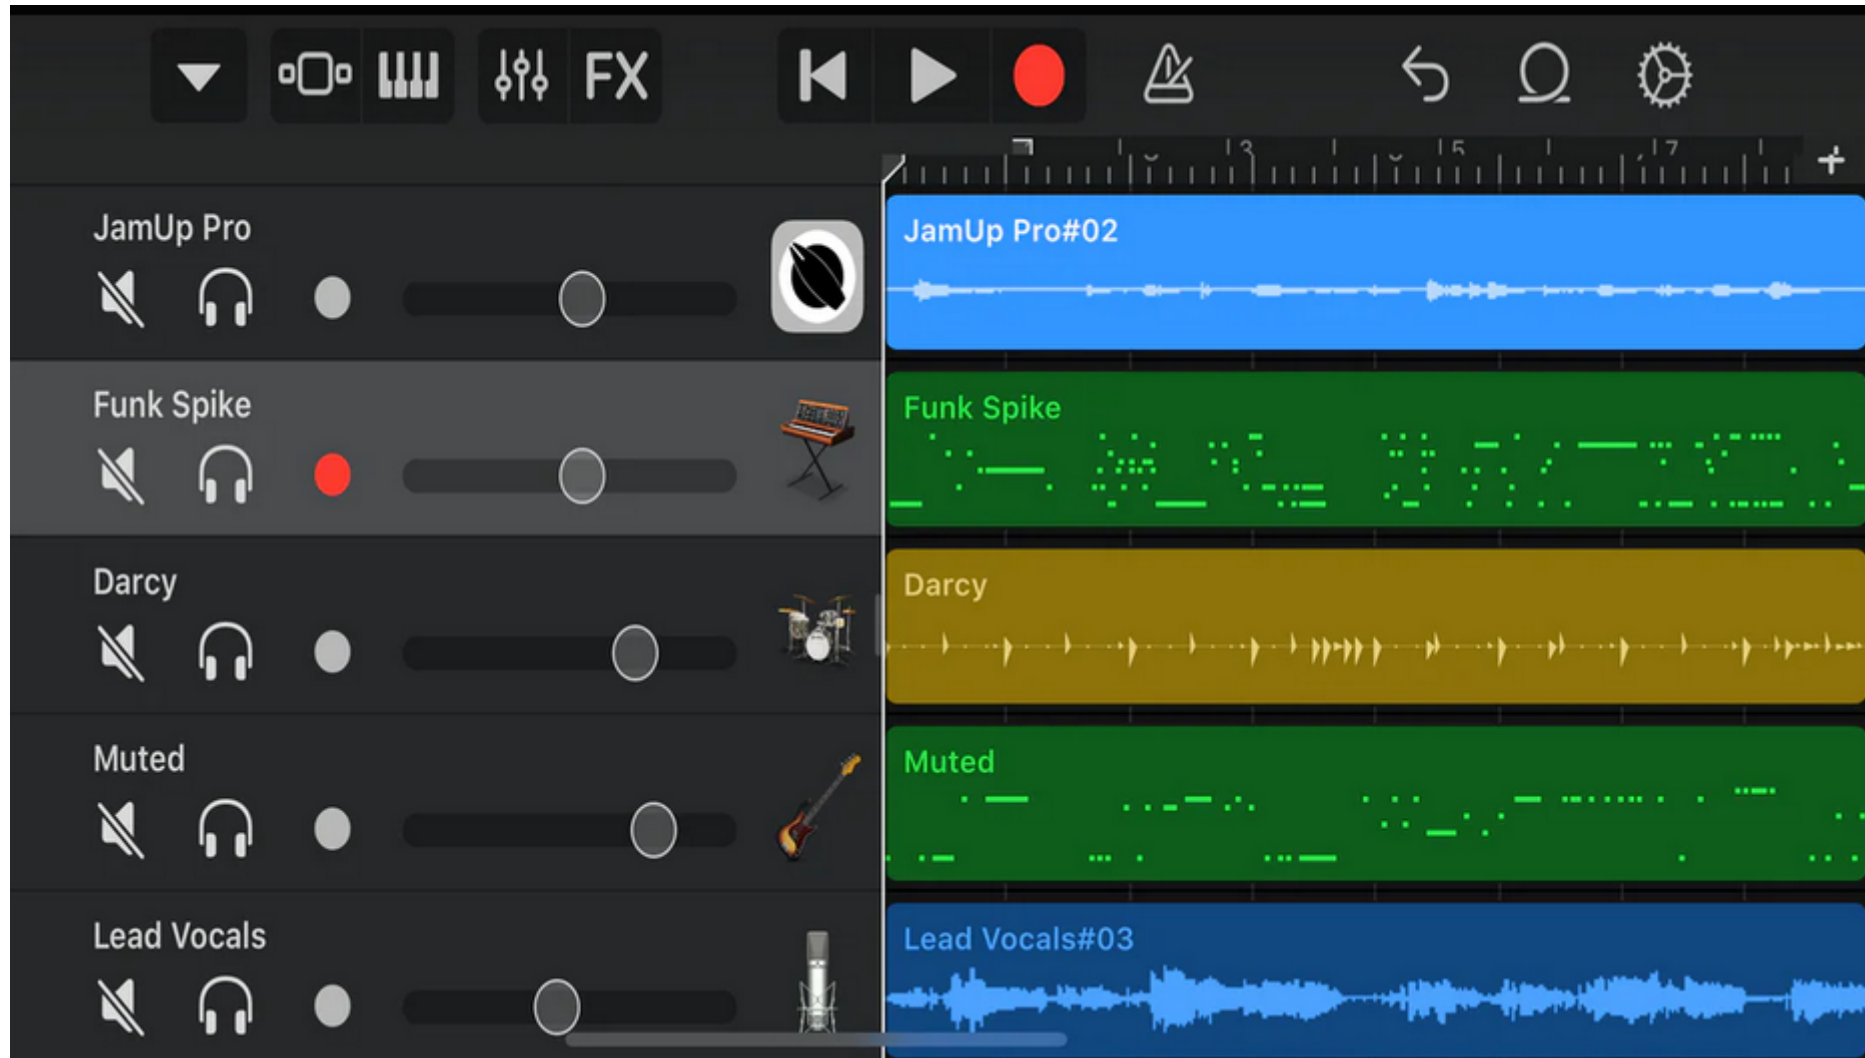 FX
3
5
7
JamUp Pro
JamUp Pro#02
Funk Spike
Funk Spike
Darcy
Darcy
Muted
Muted
Lead Vocals
Lead Vocals#03